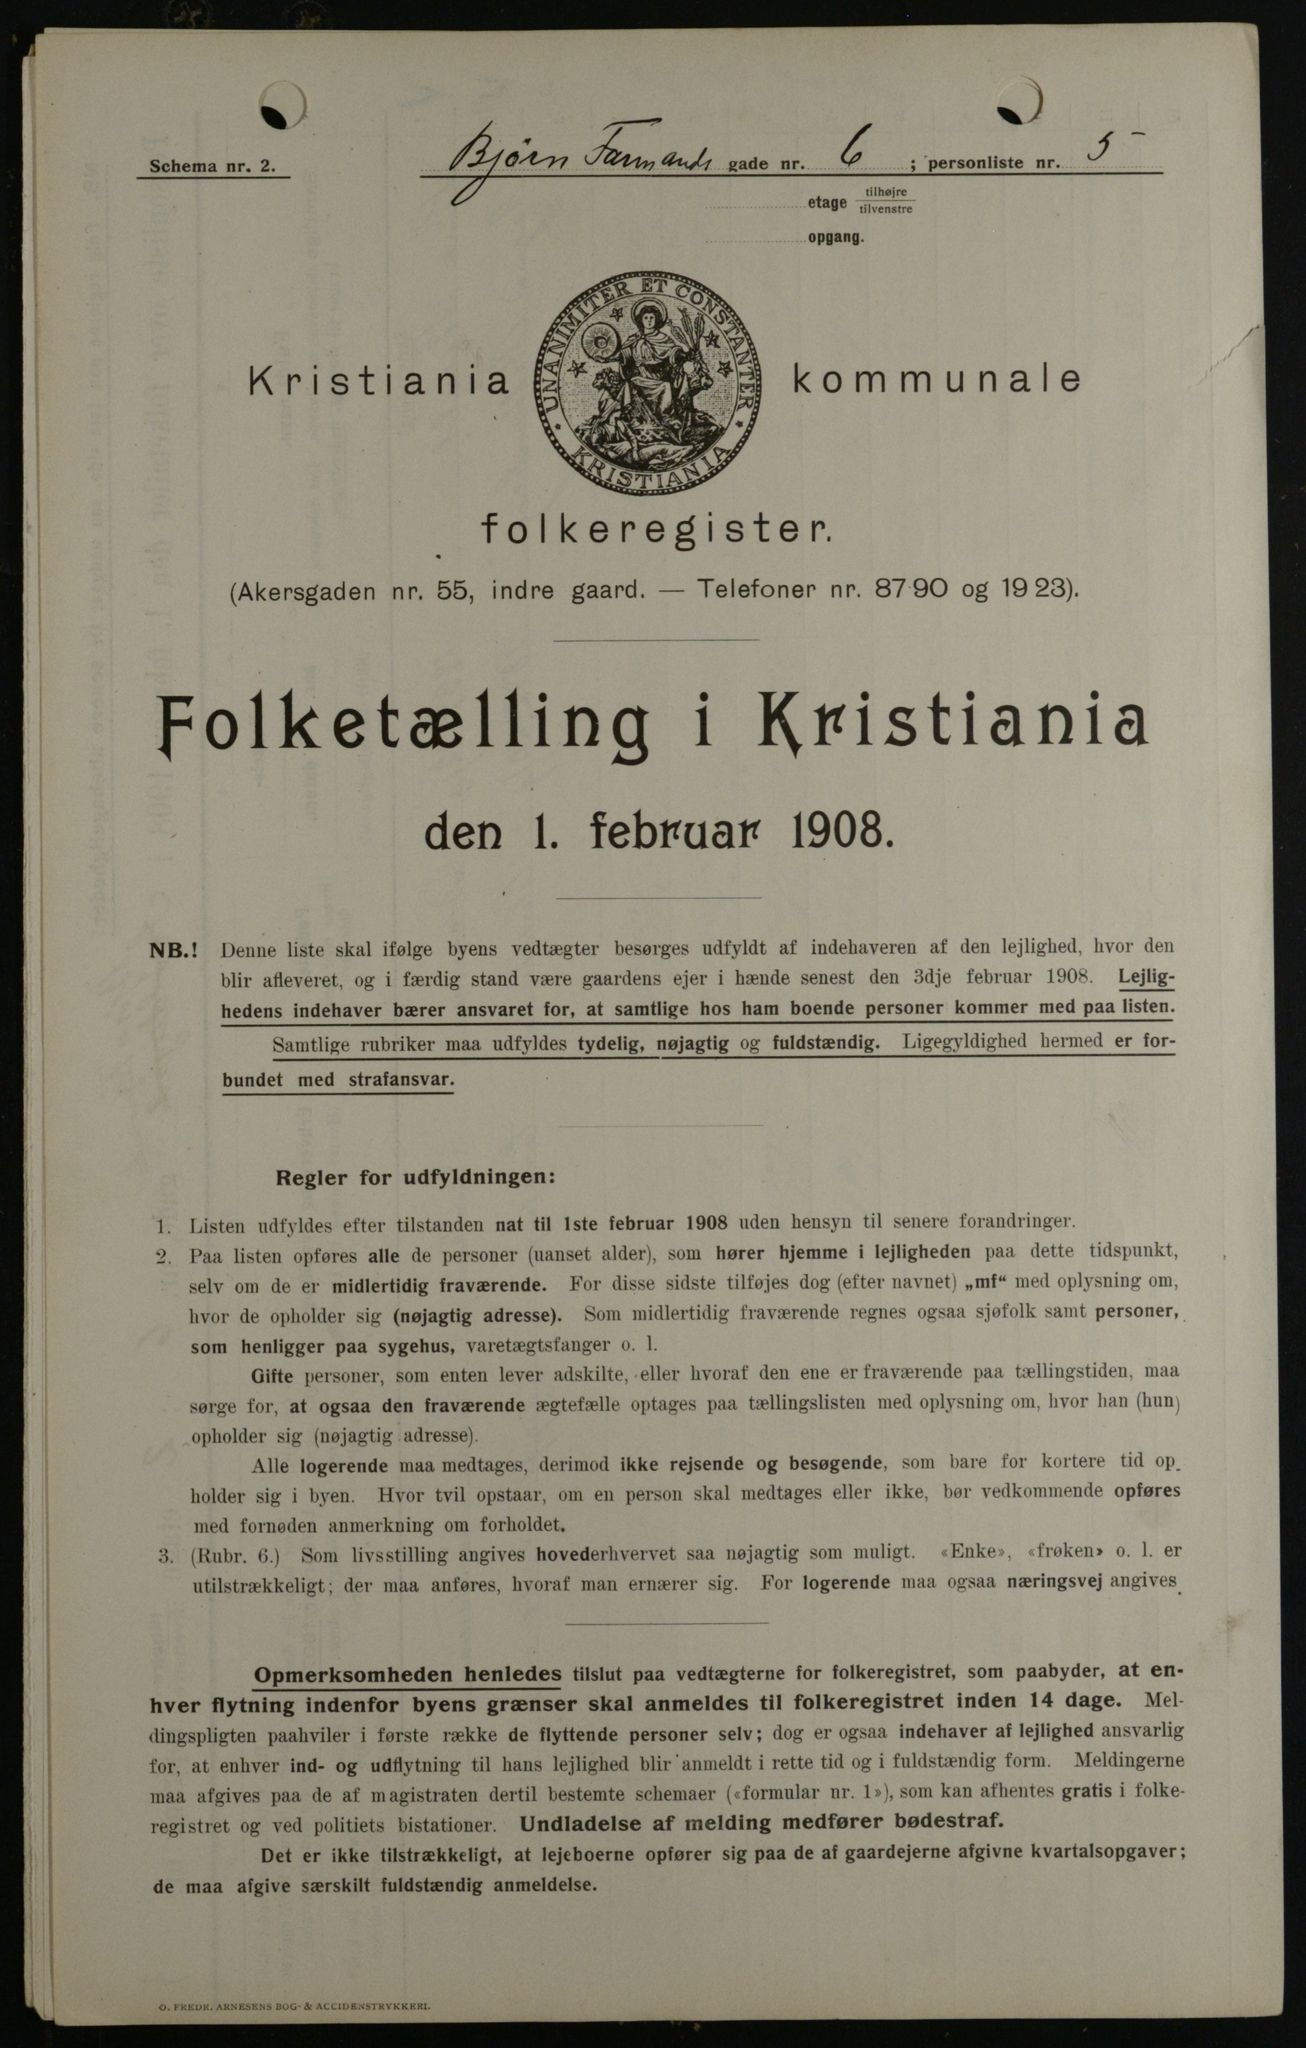 Schema nr. 2.
Bjørn Farmands gade nr. 6 ; personliste nr. 5
etage tilhøjre
tilvenstre
opgang.
UNANIMITER ET CONSTANTER
KRISTIANIA
Kristiania kommunale
folkeregister.
(Akersgaden nr. 55, indre gaard. — Telefoner nr. 87 90 og 19 23).
Folketælling i Kristiania
den 1. februar 1908.
NB.! Denne liste skal ifølge byens vedtægter besørges udfyldt af indehaveren af den lejlighed, hvor den
blir afleveret, og i færdig stand være gaardens ejer i hænde senest den 3dje februar 1908. Lejlig-
hedens indehaver bærer ansvaret for, at samtlige hos ham boende personer kommer med paa listen.
Samtlige rubriker maa udfyldes tydelig, nøjagtig og fuldstændig. Ligegyldighed hermed er for-
bundet med strafansvar.
Regler for udfyldningen:
1. Listen udfyldes efter tilstanden nat til 1ste februar 1908 uden hensyn til senere forandringer.
2. Paa listen opføres alle de personer (uanset alder), som hører hjemme i lejligheden paa dette tidspunkt,
selv om de er midlertidig fraværende. For disse sidste tilføjes dog (efter navnet) „mf“ med oplysning om,
hvor de opholder sig (nøjagtig adresse). Som midlertidig fraværende regnes ogsaa sjøfolk samt personer,
som henligger paa sygehus, varetægtsfanger o. l.
Gifte personer, som enten lever adskilte, eller hvoraf den ene er fraværende paa tællingstiden, maa
sørge for, at ogsaa den fraværende ægtefælle optages paa tællingslisten med oplysning om, hvor han (hun)
opholder sig (nøjagtig adresse).
Alle logerende maa medtages, derimod ikke rejsende og besøgende, som bare for kortere tid op-
holder sig i byen. Hvor tvil opstaar, om en person skal medtages eller ikke, bør vedkommende opføres
med fornøden anmerkning om forholdet.
3. (Rubr. 6.) Som livsstilling angives hovederhvervet saa nøjagtig som muligt. «Enke», «frøken» o. l. er
utilstrækkeligt; der maa anføres, hvoraf man ernærer sig. For logerende maa ogsaa næringsvej angives
Opmerksomheden henledes tilslut paa vedtægterne for folkeregistret, som paabyder, at en-
hver flytning indenfor byens grænser skal anmeldes til folkeregistret inden 14 dage. Mel-
dingspligten paahviler i første række de flyttende personer selv; dog er ogsaa indehaver af lejlighed ansvarlig
for, at enhver ind- og udflytning til hans lejlighed blir anmeldt i rette tid og i fuldstændig form. Meldingerne
maa afgives paa de af magistraten dertil bestemte schemaer («formular nr. 1»), som kan afhentes gratis i folke-
registret og ved politiets bistationer. Undladelse af melding medfører bødestraf.
Det er ikke tilstrækkeligt, at lejeboerne opfører sig paa de af gaardejerne afgivne kvartalsopgaver;
de maa afgive særskilt fuldstændig anmeldelse.
O. FREDR. ARNESENS BOG- & ACCIDENSTRYKKERI.